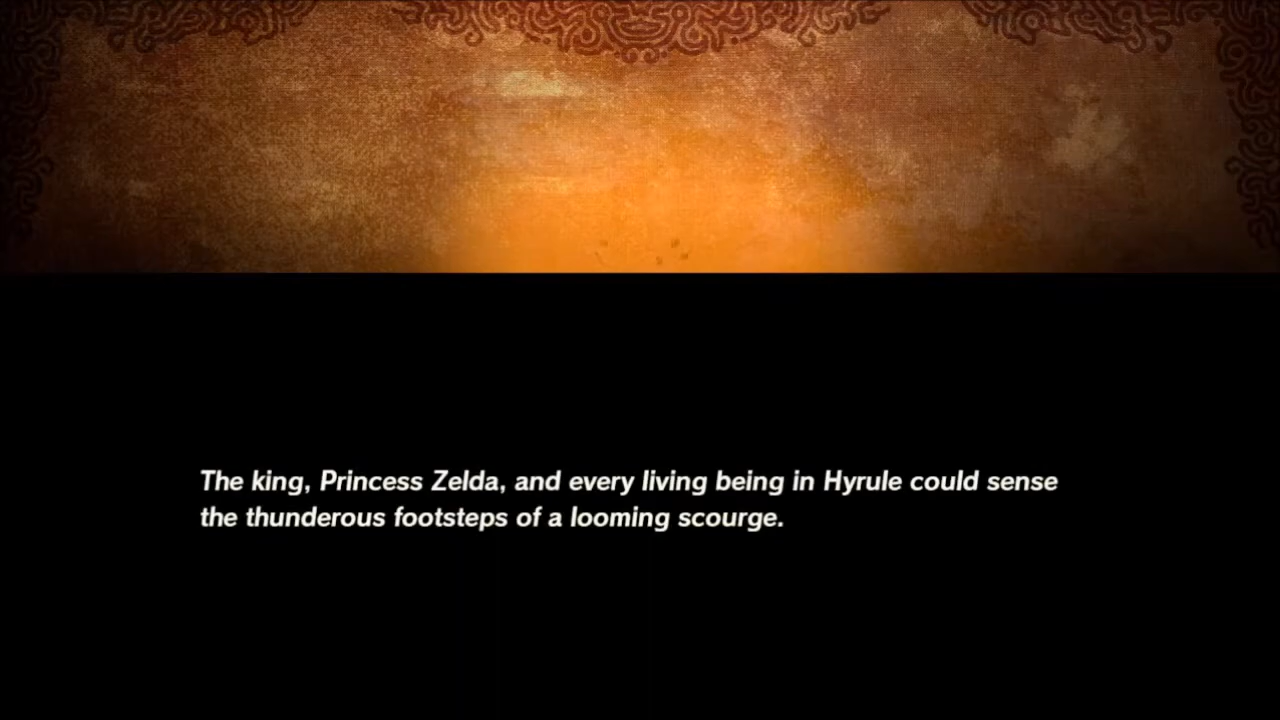 The king, Princess Zelda, and every living being in Hyrule could sense
the thunderous footsteps of a looming scourge.